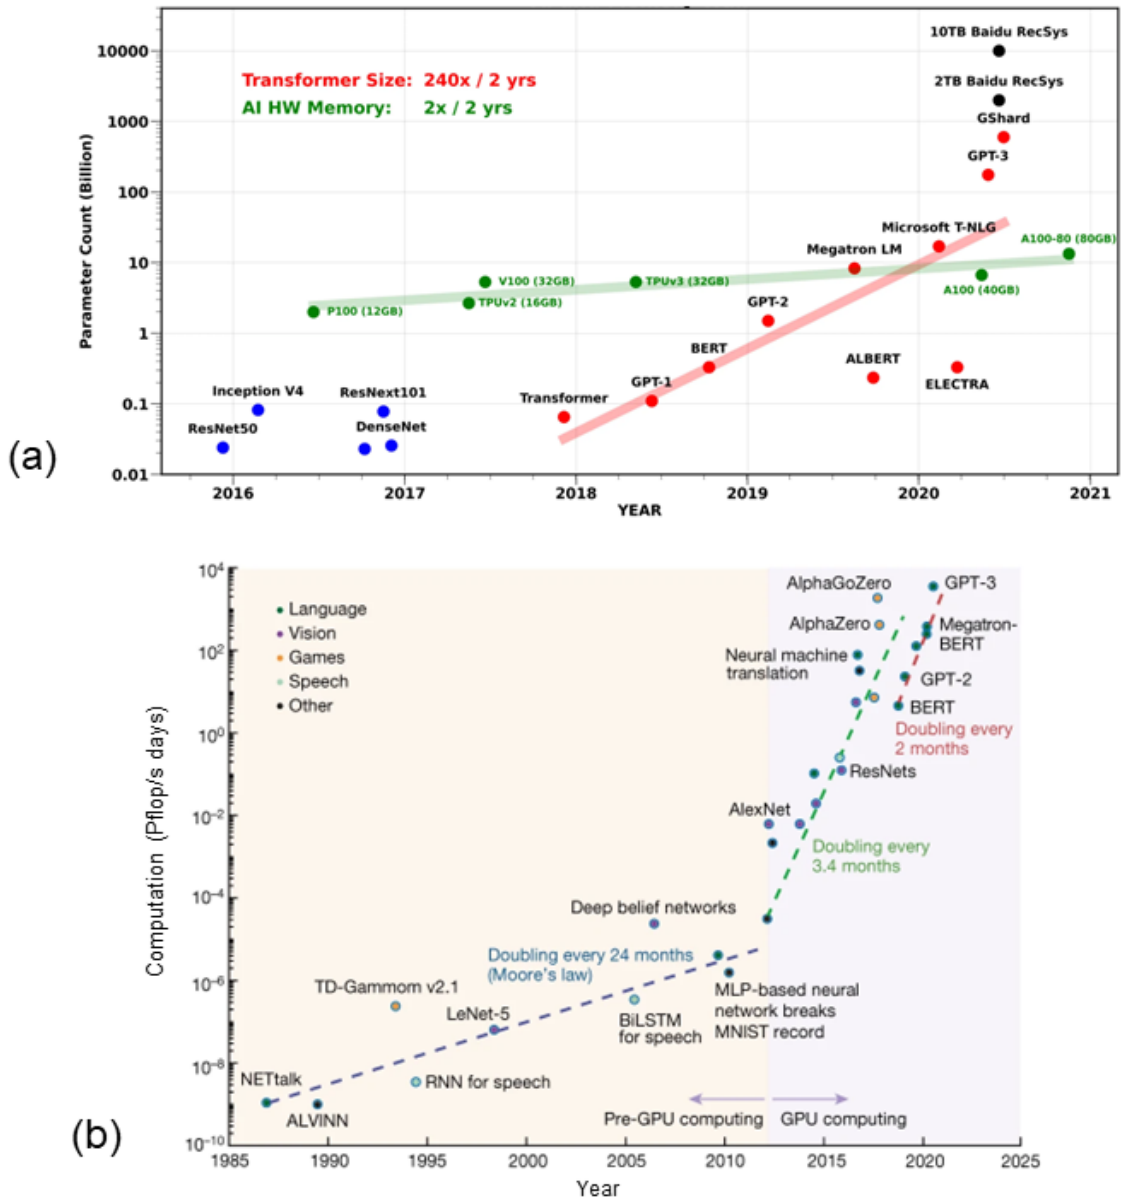 10TB Baidu RecSys
10000
Transformer Size: 240x / 2 yrs
2TB Baidu RecSys
AI HW Memory: 2x / 2 yrs
1000
GShard
GPT-3
100
Microsoft T-NLG
A100-80 (80GB)
Megatron LM
10
V100 (32GB)
TPUv3 (32GB)
A100 (40GB)
TPUv2 (16GB)
P100 (12GB)
GPT-2
1
BERT
ALBERT
GPT-1
ELECTRA
Inception V4
ResNext101
Transformer
0.1
ResNet50
DenseNet
0.01
Parameter Count (Billion)
(a)
2016 2017 2018 2019 2020 2021
YEAR
10⁴
AlphaGoZero
GPT-3
Language
Vision
Games
Speech
Other
AlphaZero
Megatron-
BERT
10²
Neural machine
translation
GPT-2
BERT
10⁰
Doubling every
2 months
ResNets
10⁻²
AlexNet
Doubling every
3.4 months
10⁻⁴
Deep belief networks
Doubling every 24 months
(Moore's law)
10⁻⁶
TD-Gammom v2.1
LeNet-5
BiLSTM
for speech
MLP-based neural
network breaks
MNIST record
10⁻⁸
NETtalk
RNN for speech
ALVINN
Pre-GPU computing
GPU computing
10⁻¹⁰
Computation (Pflop/s days)
(b)
1985 1990 1995 2000 2005 2010 2015 2020 2025
Year